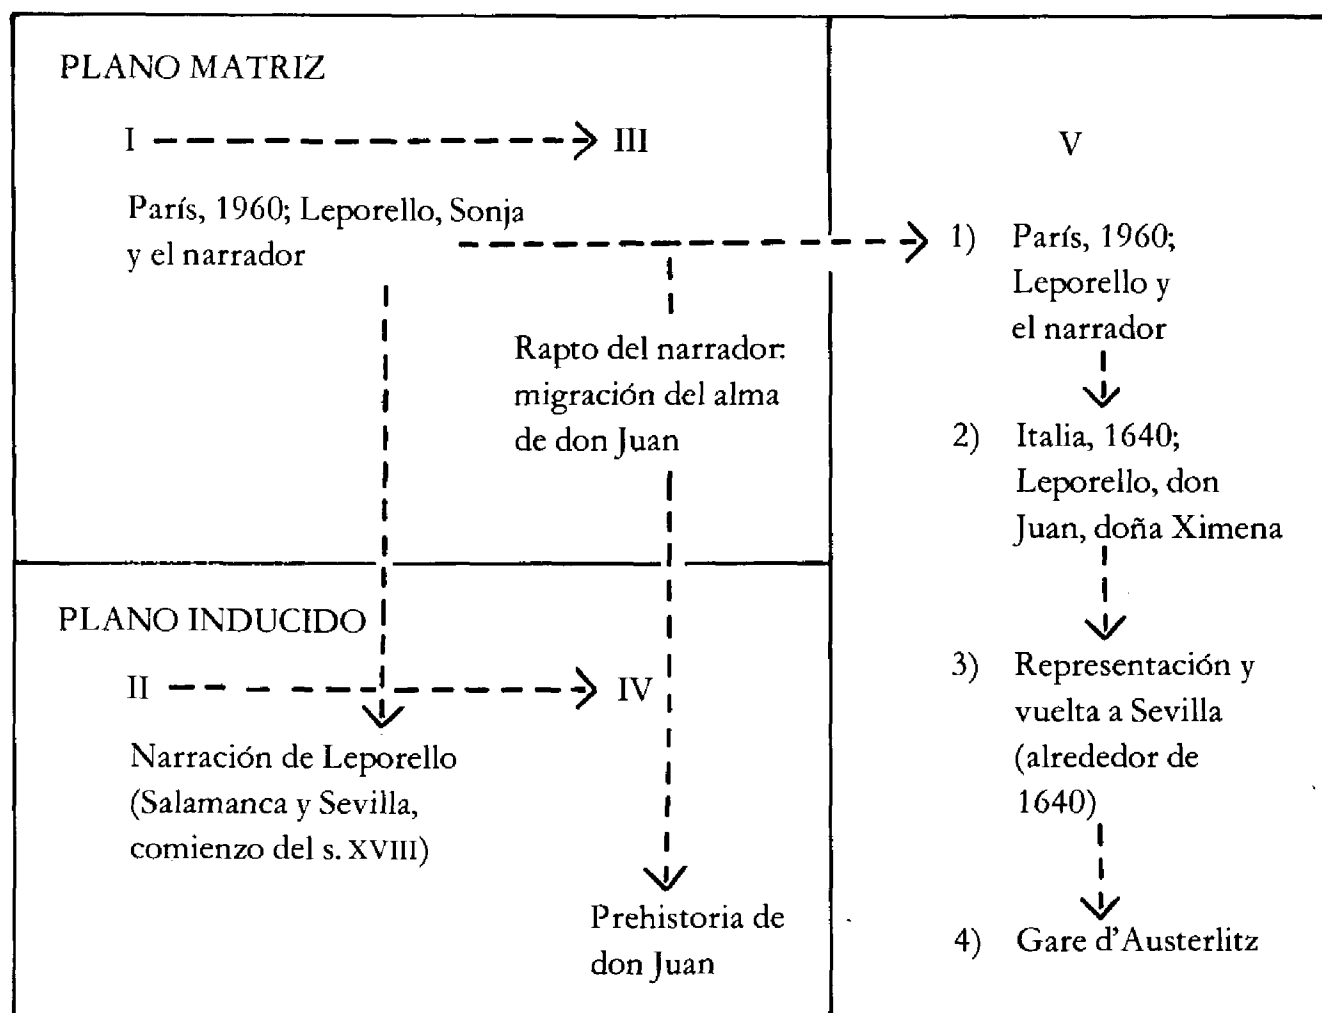 PLANO MATRIZ
I III
París, 1960; Leporello, Sonja
y el narrador
Rapto del narrador:
migración del alma
de don Juan
PLANO INDUCIDO
II IV
Narración de Leporello
(Salamanca y Sevilla,
comienzo del s. XVIII)
Prehistoria de
don Juan
V
1) París, 1960;
Leporello y
el narrador
2) Italia, 1640;
Leporello, don
Juan, doña Ximena
3) Representación y
vuelta a Sevilla
(alrededor de
1640)
4) Gare d'Austerlitz